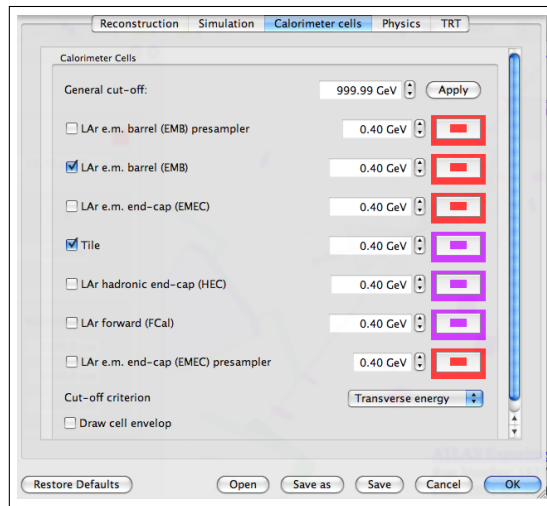 Reconstruction Simulation Calorimeter cells Physics TRT
Calorimeter Cells
General cut-off: 999.99 GeV Apply
LAr e.m. barrel (EMB) presampler 0.40 GeV
LAr e.m. barrel (EMB) 0.40 GeV
LAr e.m. end-cap (EMEC) 0.40 GeV
Tile 0.40 GeV
LAr hadronic end-cap (HEC) 0.40 GeV
LAr forward (FCal) 0.40 GeV
LAr e.m. end-cap (EMEC) presampler 0.40 GeV
Cut-off criterion Transverse energy
Draw cell envelop
Restore Defaults Open Save as Save Cancel OK